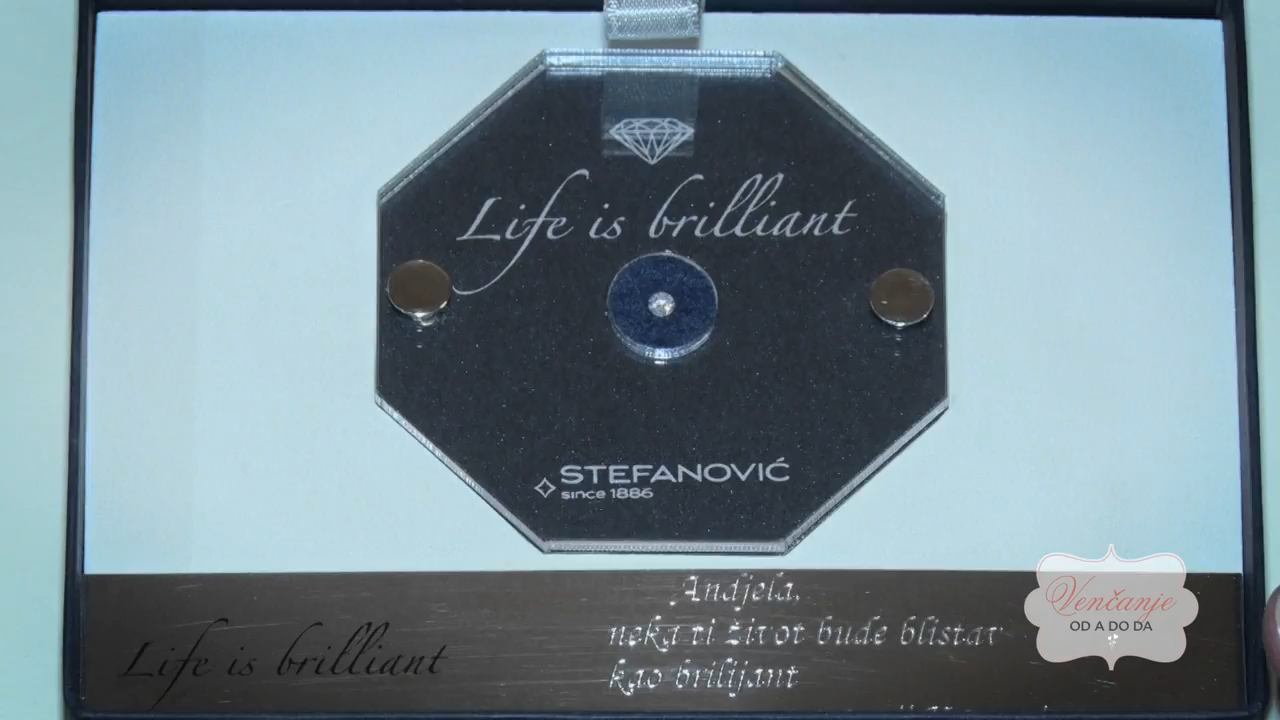 Life is brilliant
STEFANOVIĆ
since 1886
Life is brilliant
Andjela,
neka ti život bude blistav
kao brilijant
Venčanje
OD A DO DA